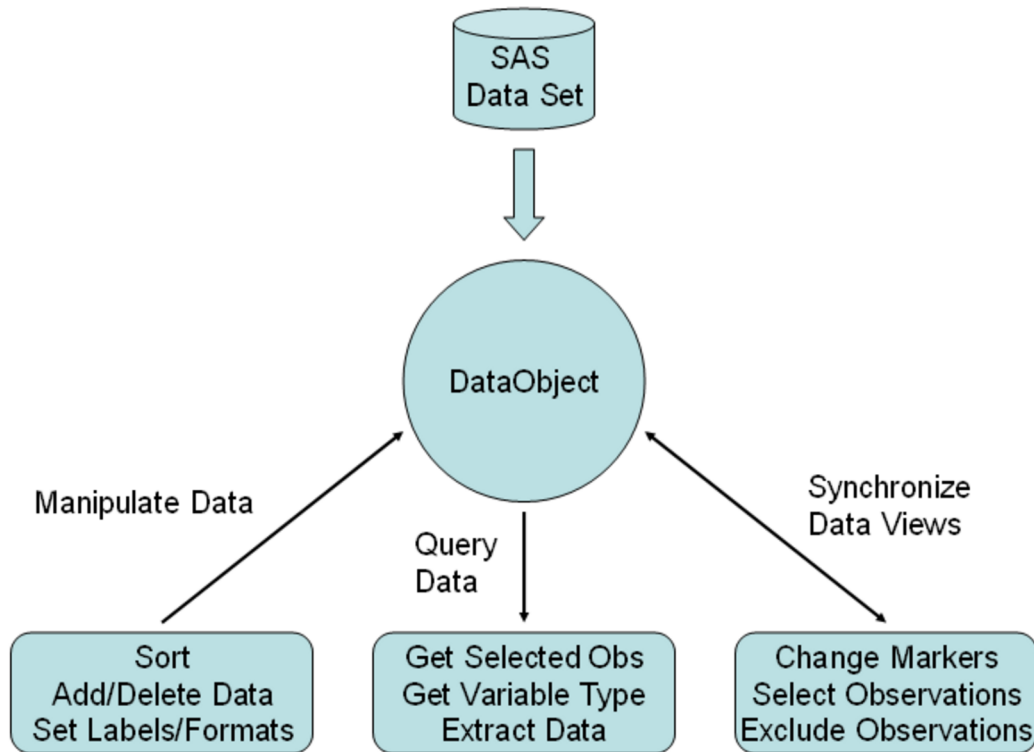 SAS
Data Set
DataObject
Manipulate Data
Query
Data
Synchronize
Data Views
Sort
Add/Delete Data
Set Labels/Formats
Get Selected Obs
Get Variable Type
Extract Data
Change Markers
Select Observations
Exclude Observations